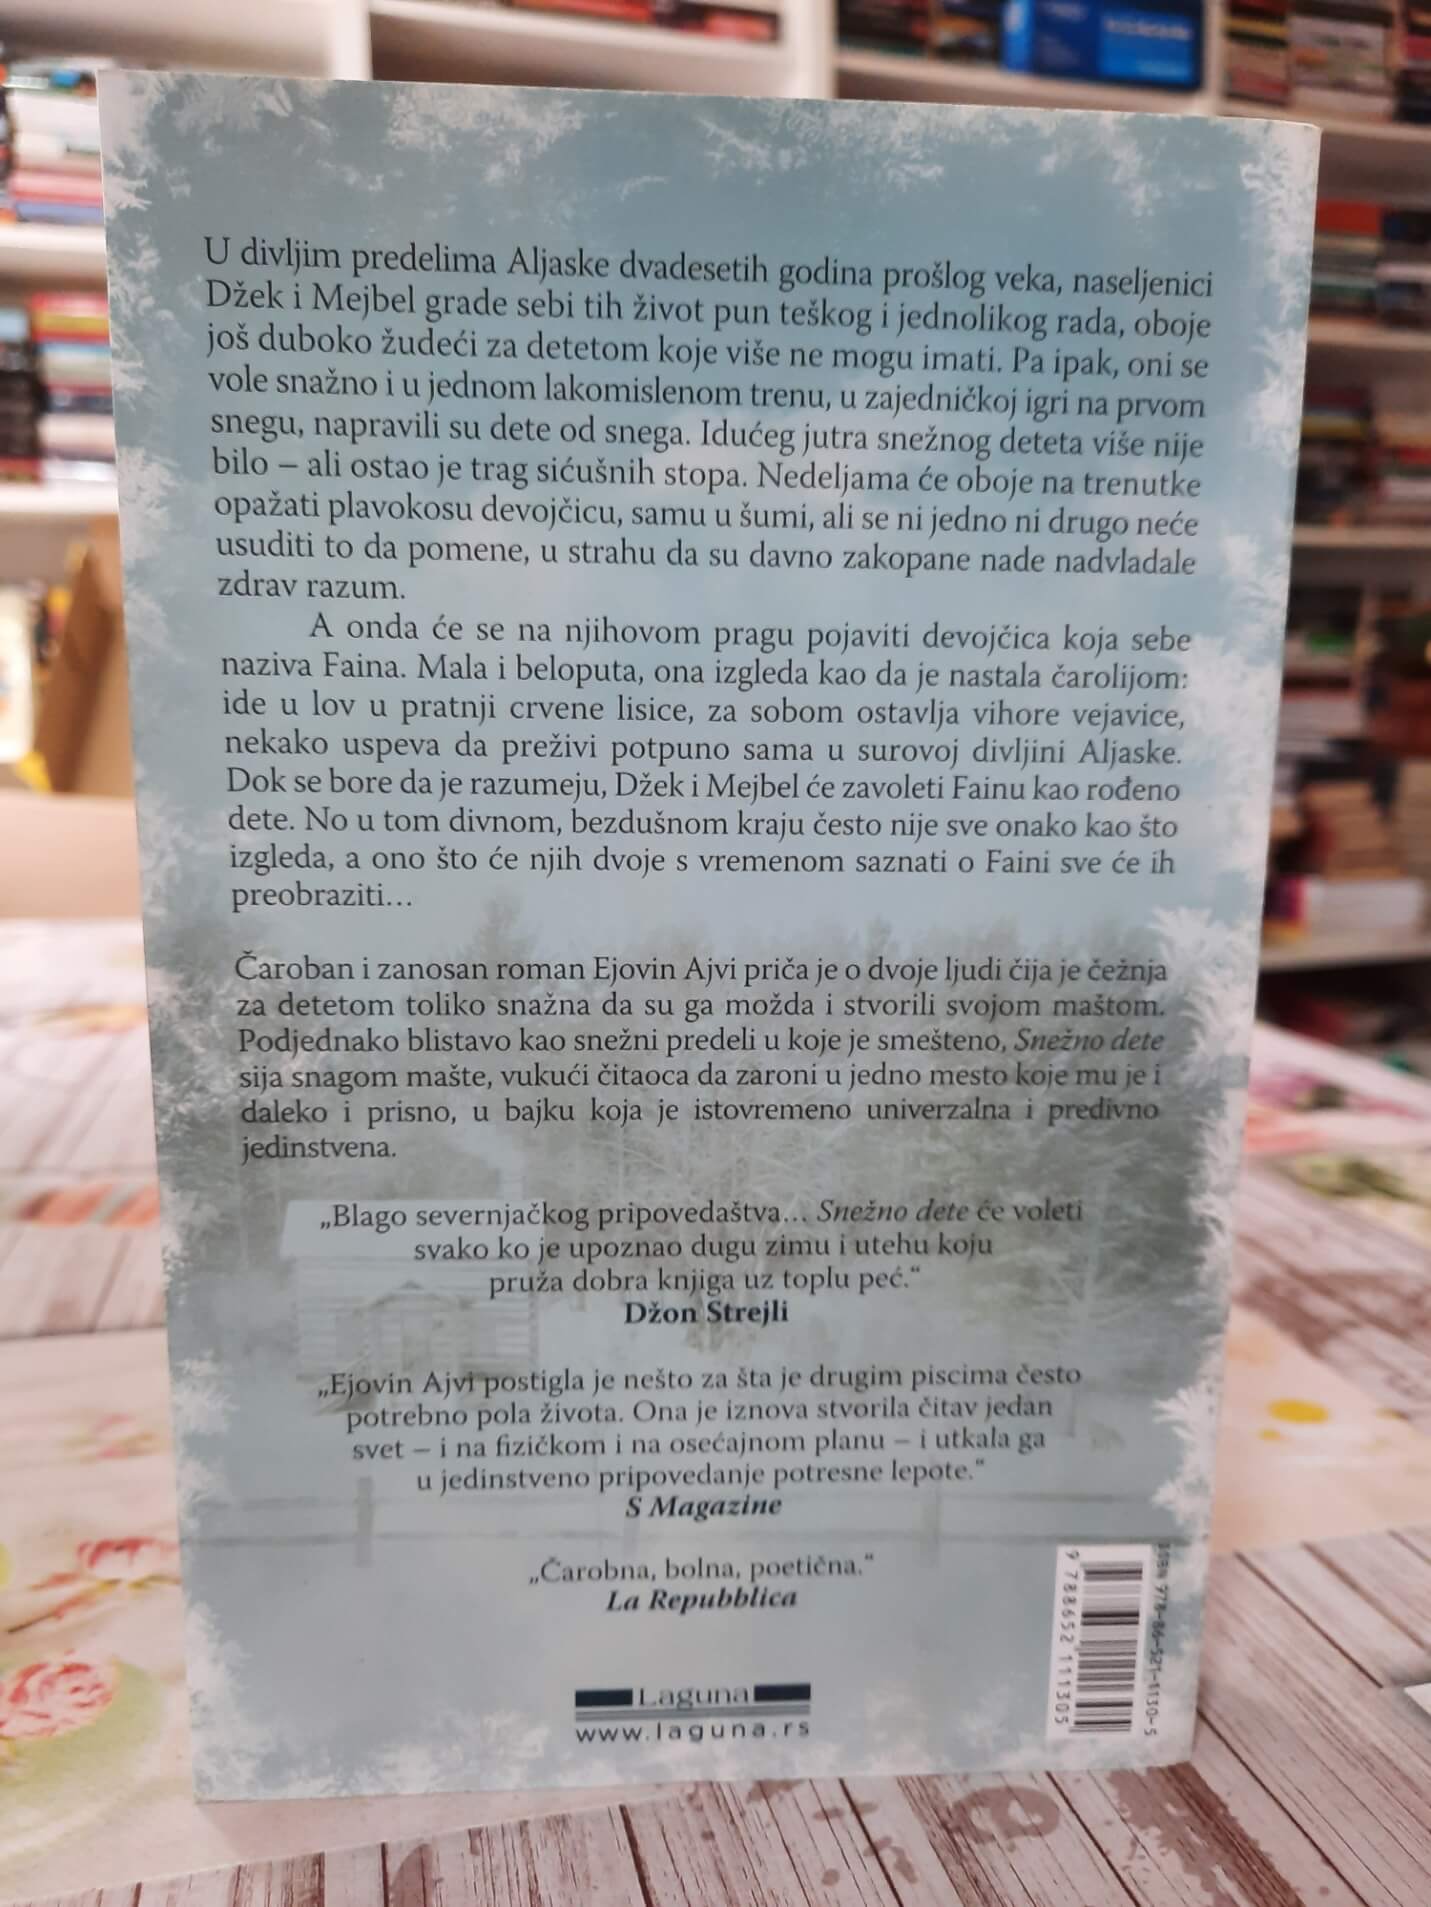 U divljim predelima Aljaske dvadesetih godina prošlog veka, naseljenici
Džek i Mejbel grade sebi tih život pun teškog i jednolikog rada, oboje
još duboko žudeći za detetom koje više ne mogu imati. Pa ipak, oni se
vole snažno i u jednom lakomislenom trenu, u zajedničkoj igri na prvom
snegu, napravili su dete od snega. Idućeg jutra snežnog deteta više nije
bilo – ali ostao je trag sićušnih stopa. Nedeljama će oboje na trenutke
opažati plavokosu devojčicu, samu u šumi, ali se ni jedno ni drugo neće
usuditi to da pomene, u strahu da su davno zakopane nade nadvladale
zdrav razum.
A onda će se na njihovom pragu pojaviti devojčica koja sebe
naziva Faina. Mala i beloputa, ona izgleda kao da je nastala čarolijom:
ide u lov u pratnji crvene lisice, za sobom ostavlja vihore vejavice,
nekako uspeva da preživi potpuno sama u surovoj divljini Aljaske.
Dok se bore da je razumeju, Džek i Mejbel će zavoleti Fainu kao rođeno
dete. No u tom divnom, bezdušnom kraju često nije sve onako kao što
izgleda, a ono što će njih dvoje s vremenom saznati o Faini sve će ih
preobraziti...
Čaroban i zanosan roman Ejovin Ajvi priča je o dvoje ljudi čija je čežnja
za detetom toliko snažna da su ga možda i stvorili svojom maštom.
Podjednako blistavo kao snežni predeli u koje je smešteno, Snežno dete
sija snagom mašte, vukući čitaoca da zaroni u jedno mesto koje mu je i
daleko i prisno, u bajku koja je istovremeno univerzalna i predivno
jedinstvena.
„Blago severnjačkog pripovedaštva... Snežno dete će voleti
svako ko je upoznao dugu zimu i utehu koju
pruža dobra knjiga uz toplu peć.“
Džon Strejli
„Ejovin Ajvi postigla je nešto za šta je drugim piscima često
potrebno pola života. Ona je iznova stvorila čitav jedan
svet – i na fizičkom i na osećajnom planu – i utkala ga
u jedinstveno pripovedanje potresne lepote.“
S Magazine
„Čarobna, bolna, poetična.“
La Repubblica
Laguna
www.laguna.rs
ISBN 978-86-521-1130-5
9 788652 111305